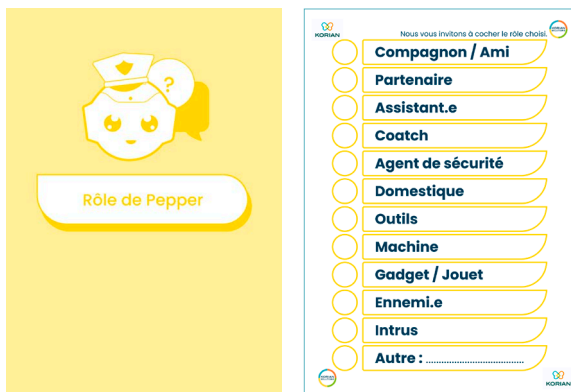 ?
Rôle de Pepper
KORIAN
Nous vous invitons à cocher le rôle choisi.
Compagnon / Ami
Partenaire
Assistant.e
Coatch
Agent de sécurité
Domestique
Outils
Machine
Gadget / Jouet
Ennemi.e
Intrus
Autre : ..................................
KORIAN